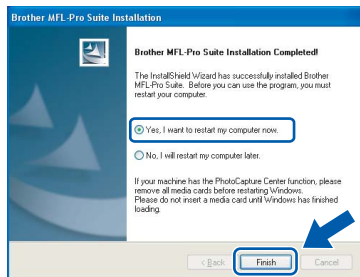 Brother MFL-Pro Suite Installation
Brother MFL-Pro Suite Installation Completed!
The InstallShield Wizard has successfully installed Brother
MFL-Pro Suite. Before you can use the program, you must
restart your computer.
Yes, I want to restart my computer now.
No, I will restart my computer later.
If your machine has the PhotoCapture Center function, please
remove all media cards before restarting Windows.
Please do not insert a media card until Windows has finished
loading.
< Back Finish Cancel